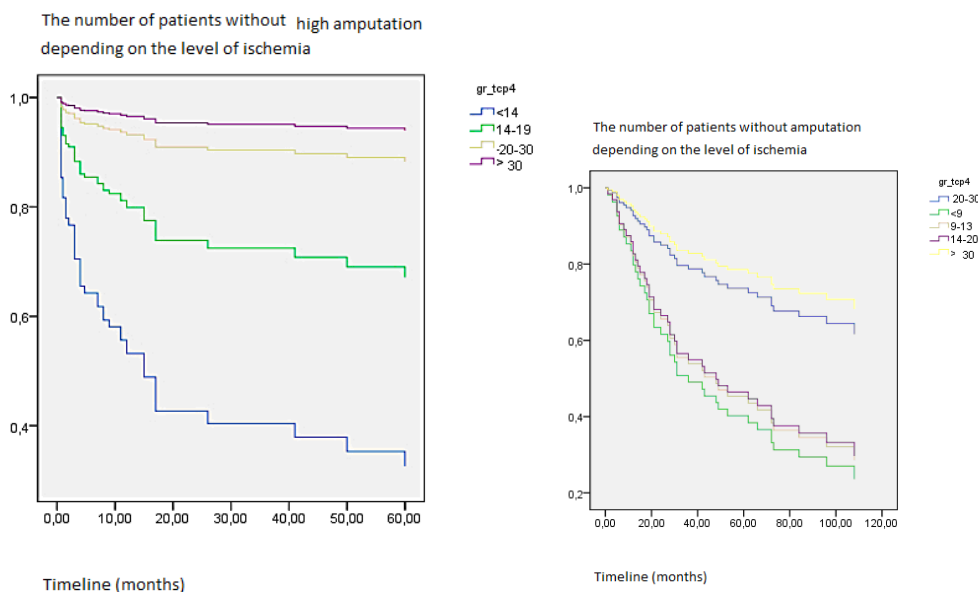 The number of patients without high amputation
depending on the level of ischemia
gr_tcp4
<14
14-19
-20-30
> 30
1,0
0,8
0,6
0,4
0,00 10,00 20,00 30,00 40,00 50,00 60,00
Timeline (months)
The number of patients without amputation
depending on the level of ischemia
gr_tcp4
20-30
<9
9-13
14-20
> 30
1,0
0,8
0,6
0,4
0,2
0,00 20,00 40,00 60,00 80,00 100,00 120,00
Timeline (months)